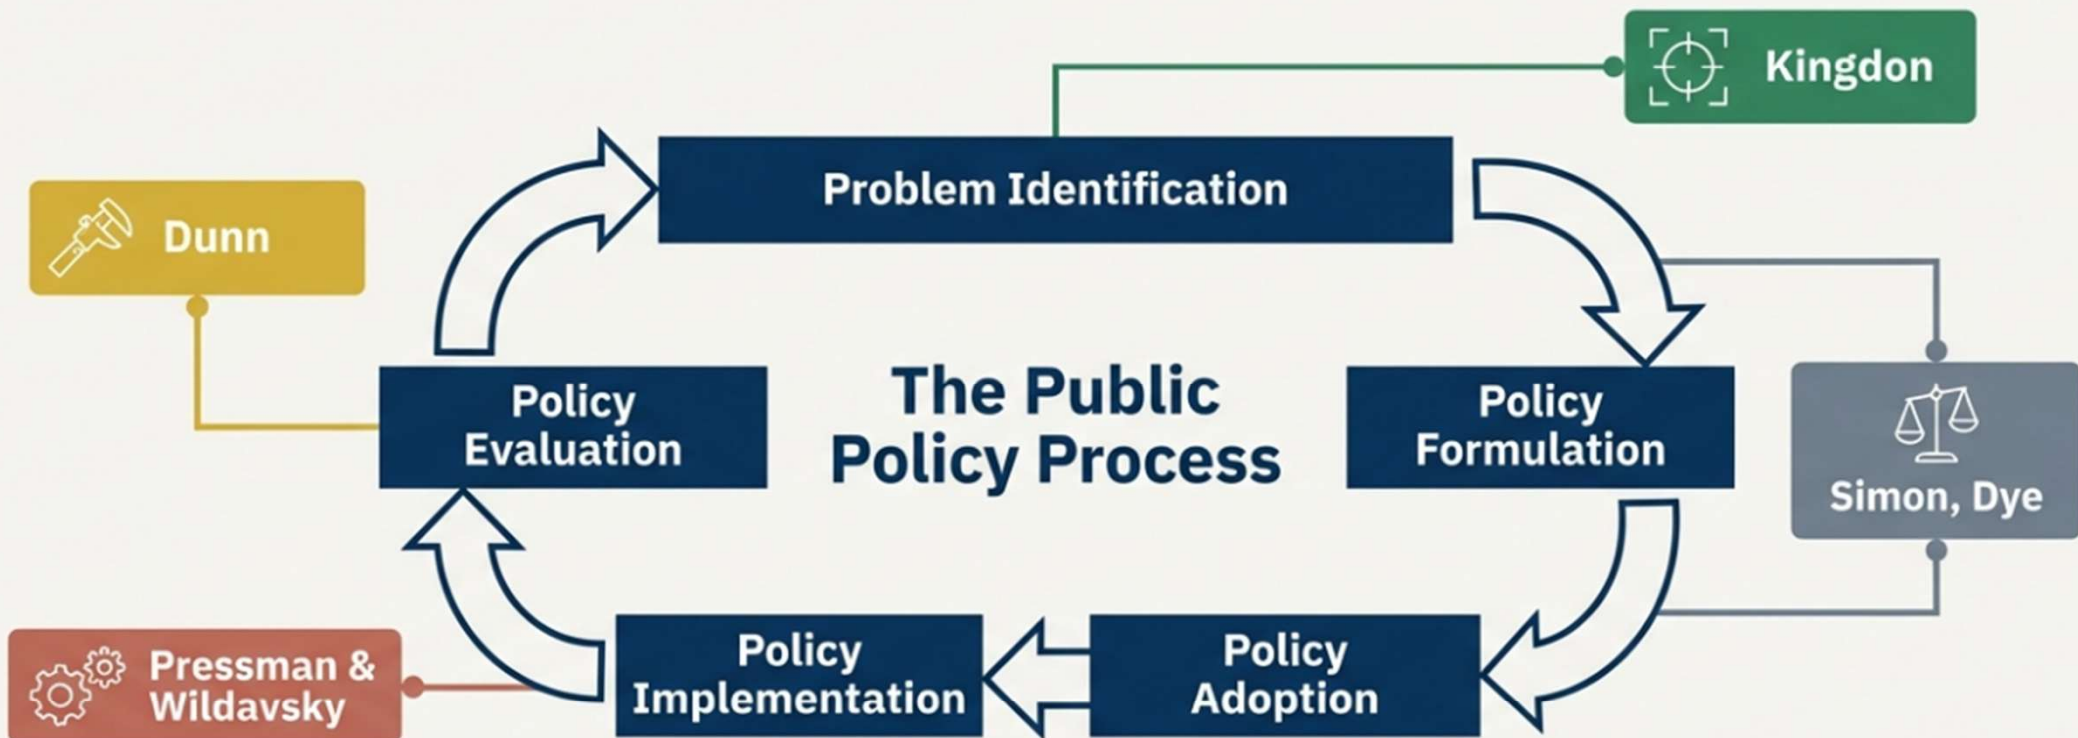 Kingdon
Problem Identification
Dunn
The Public
Policy Process
Policy
Evaluation
Policy
Formulation
Simon, Dye
Pressman &
Wildavsky
Policy
Implementation
Policy
Adoption